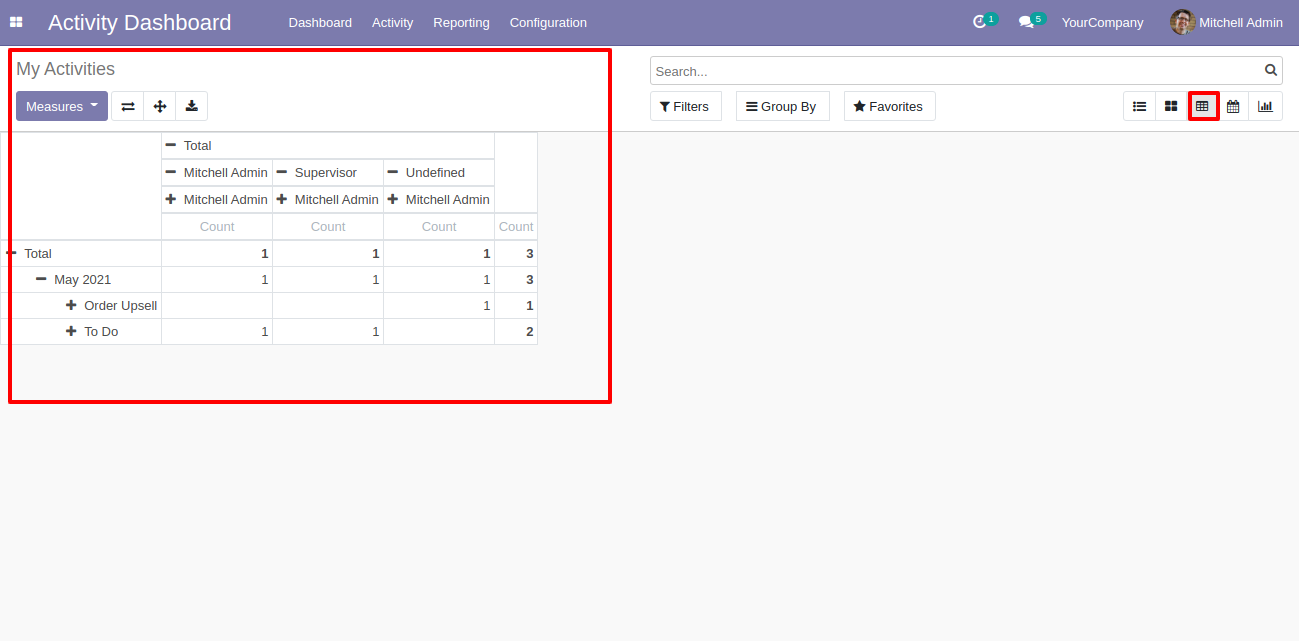 Activity Dashboard Dashboard Activity Reporting Configuration 1 5 YourCompany Mitchell Admin
My Activities
Search...
Measures
Filters Group By Favorites
Total
Mitchell Admin Supervisor Undefined
Mitchell Admin Mitchell Admin Mitchell Admin
Count Count Count Count
Total 1 1 1 3
May 2021 1 1 1 3
Order Upsell 1 1
To Do 1 1 2